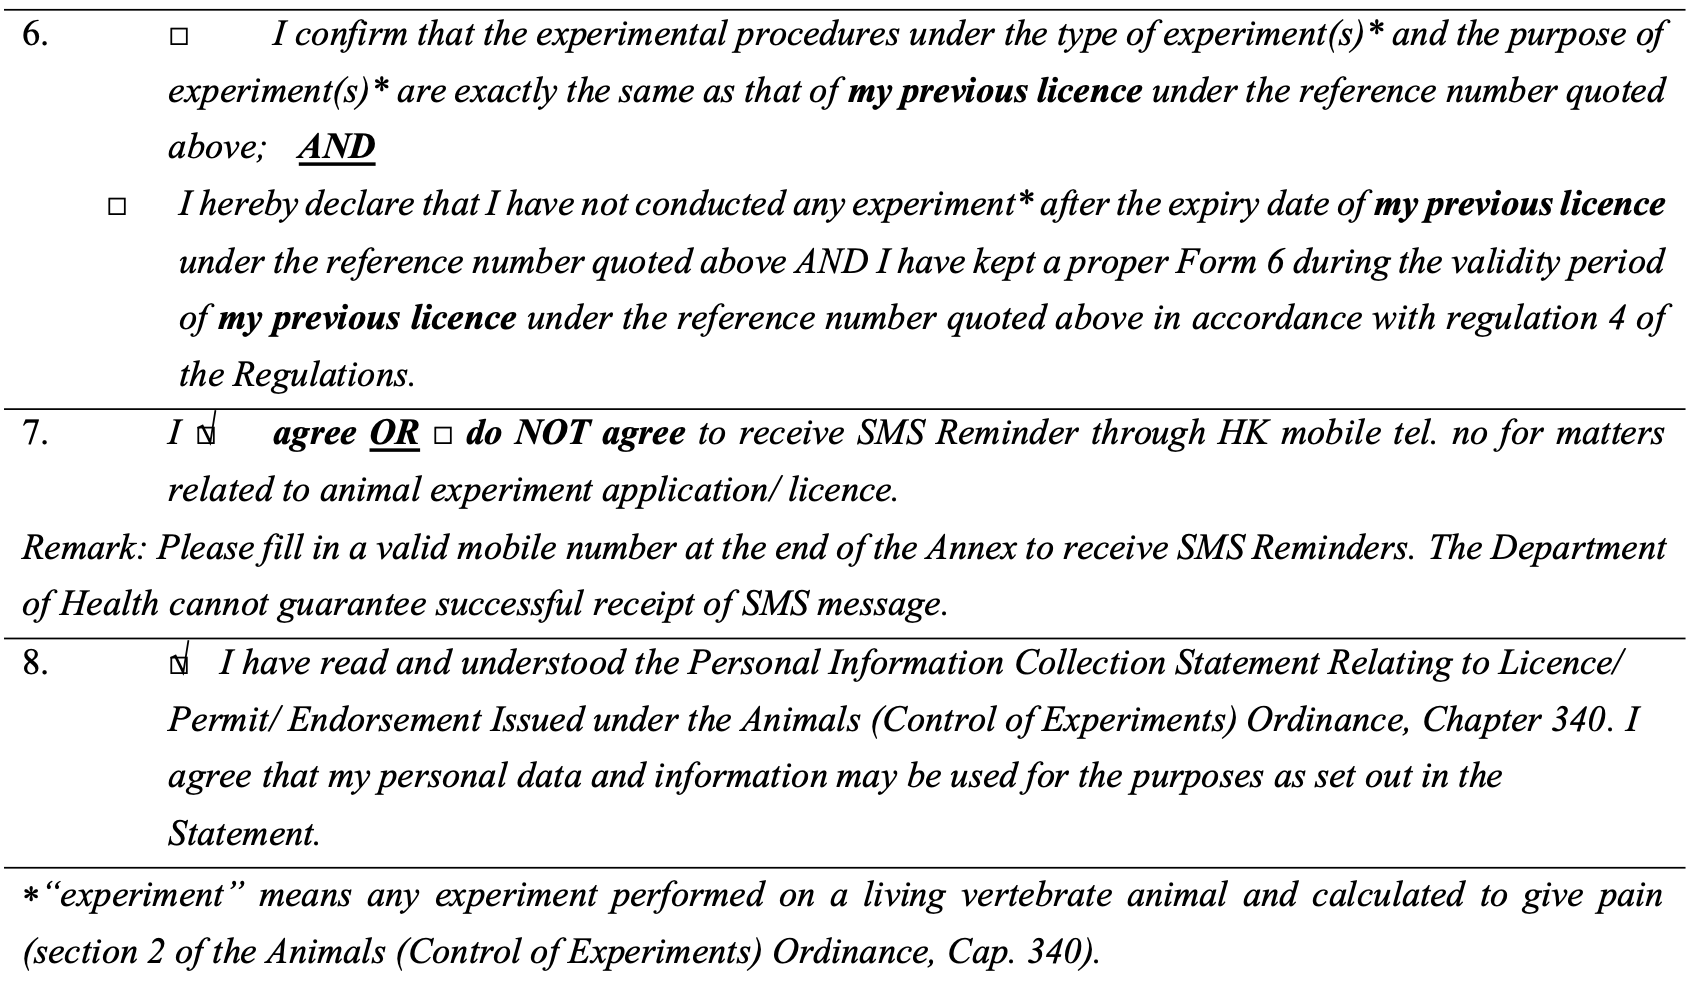 6. □ I confirm that the experimental procedures under the type of experiment(s)* and the purpose of
experiment(s)* are exactly the same as that of my previous licence under the reference number quoted
above; AND
□ I hereby declare that I have not conducted any experiment* after the expiry date of my previous licence
under the reference number quoted above AND I have kept a proper Form 6 during the validity period
of my previous licence under the reference number quoted above in accordance with regulation 4 of
the Regulations.
7. I ☑ agree OR □ do NOT agree to receive SMS Reminder through HK mobile tel. no for matters
related to animal experiment application/ licence.
Remark: Please fill in a valid mobile number at the end of the Annex to receive SMS Reminders. The Department
of Health cannot guarantee successful receipt of SMS message.
8. ☑ I have read and understood the Personal Information Collection Statement Relating to Licence/
Permit/ Endorsement Issued under the Animals (Control of Experiments) Ordinance, Chapter 340. I
agree that my personal data and information may be used for the purposes as set out in the
Statement.
*“experiment” means any experiment performed on a living vertebrate animal and calculated to give pain
(section 2 of the Animals (Control of Experiments) Ordinance, Cap. 340).